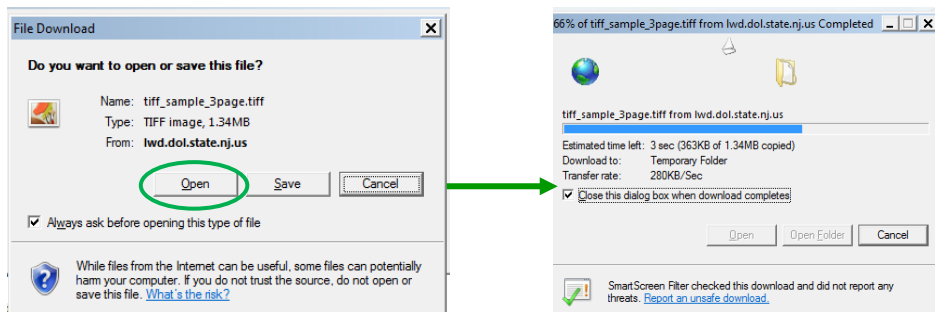 File Download
Do you want to open or save this file?
Name: tiff_sample_3page.tiff
Type: TIFF image, 1.34MB
From: lwd.dol.state.nj.us
Open Save Cancel
Always ask before opening this type of file
While files from the Internet can be useful, some files can potentially
harm your computer. If you do not trust the source, do not open or
save this file. What's the risk?
66% of tiff_sample_3page.tiff from lwd.dol.state.nj.us Completed
tiff_sample_3page.tiff from lwd.dol.state.nj.us
Estimated time left: 3 sec (363KB of 1.34MB copied)
Download to: Temporary Folder
Transfer rate: 280KB/Sec
Close this dialog box when download completes
Open Open Folder Cancel
SmartScreen Filter checked this download and did not report any
threats. Report an unsafe download.